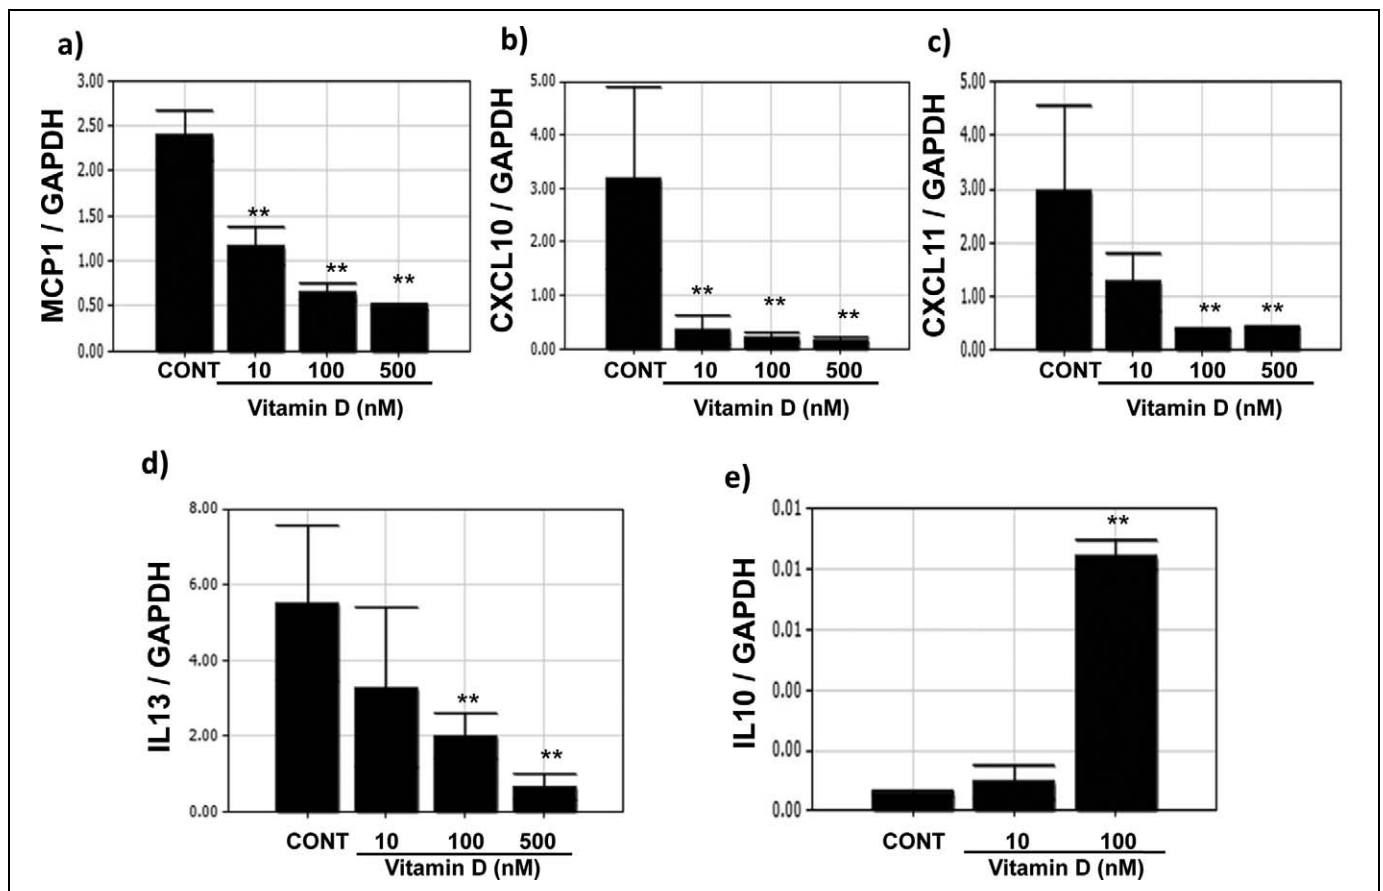 a)
MCP1 / GAPDH
3.00
2.50
2.00
1.50
1.00
0.50
0.00
**
**
**
CONT 10 100 500
Vitamin D (nM)
b)
CXCL10 / GAPDH
5.00
4.00
3.00
2.00
1.00
0.00
**
**
**
CONT 10 100 500
Vitamin D (nM)
c)
CXCL11 / GAPDH
5.00
4.00
3.00
2.00
1.00
0.00
** **
CONT 10 100 500
Vitamin D (nM)
d)
IL13 / GAPDH
8.00
6.00
4.00
2.00
0.00
**
**
CONT 10 100 500
Vitamin D (nM)
e)
IL10 / GAPDH
0.01
0.01
0.01
0.00
0.00
0.00
**
CONT 10 100
Vitamin D (nM)